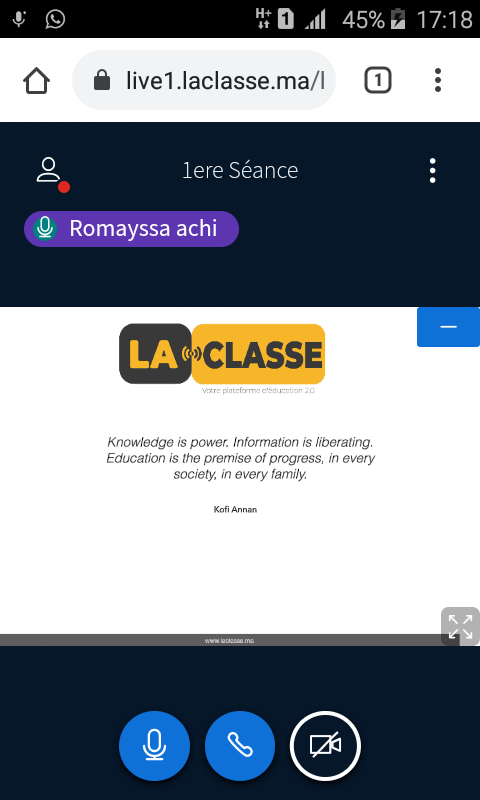 H+ 1 45% 17:18
live1.laclasse.ma/l 1
1ere Séance
Romayssa achi
LA CLASSE
Votre plateforme d'éducation 2.0
Knowledge is power. Information is liberating.
Education is the premise of progress, in every
society, in every family.
Kofi Annan
www.laclasse.ma